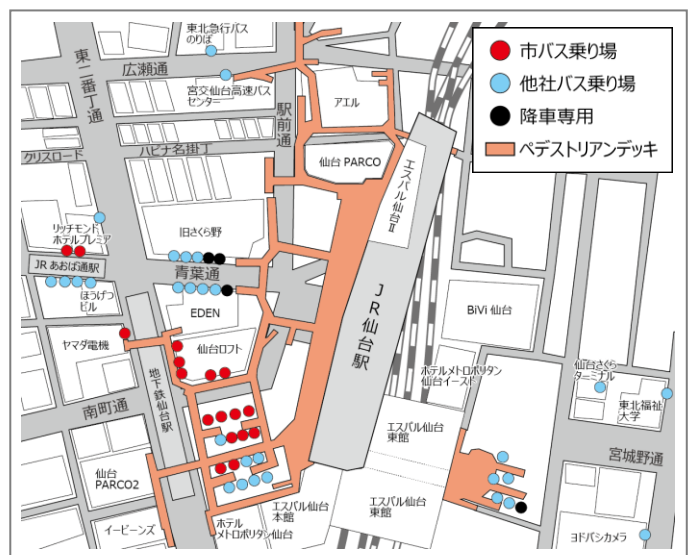 東北急行バス
のりば
市バス乗り場
他社バス乗り場
降車専用
ペデストリアンデッキ
東二番丁通
広瀬通
宮交仙台高速バス
センター
駅前通
アエル
クリスロード
ハピナ名掛丁
仙台 PARCO
エスパル仙台Ⅱ
リッチモンド
ホテルプレミア
旧さくら野
JR あおば通駅
青葉通
ほうげつ
ビル
EDEN
JR仙台駅
BiVi 仙台
ヤマダ電機
仙台ロフト
地下鉄仙台駅
ホテルメトロポリタン
仙台イースト
仙台さくら
ターミナル
東北福祉
大学
南町通
エスパル仙台
東館
宮城野通
仙台
PARCO2
エスパル仙台
東館
エスパル仙台
本館
イービーンズ
ホテル
メトロポリタン仙台
ヨドバシカメラ